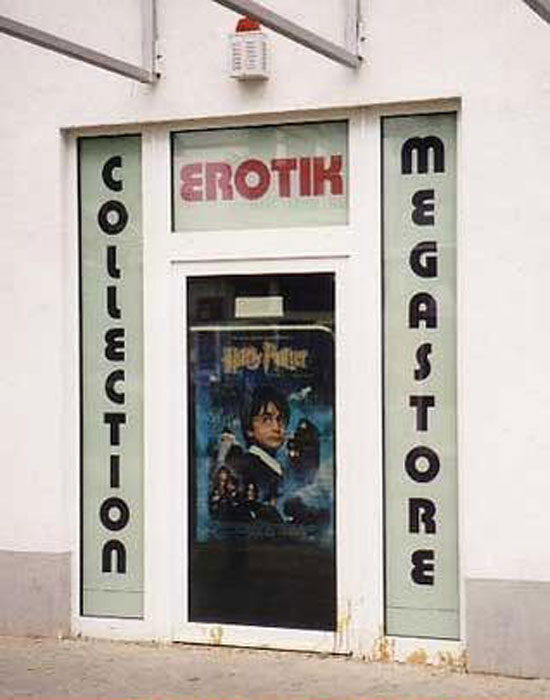 COLLECTION
EROTIK
Harry Potter
MEGASTORE